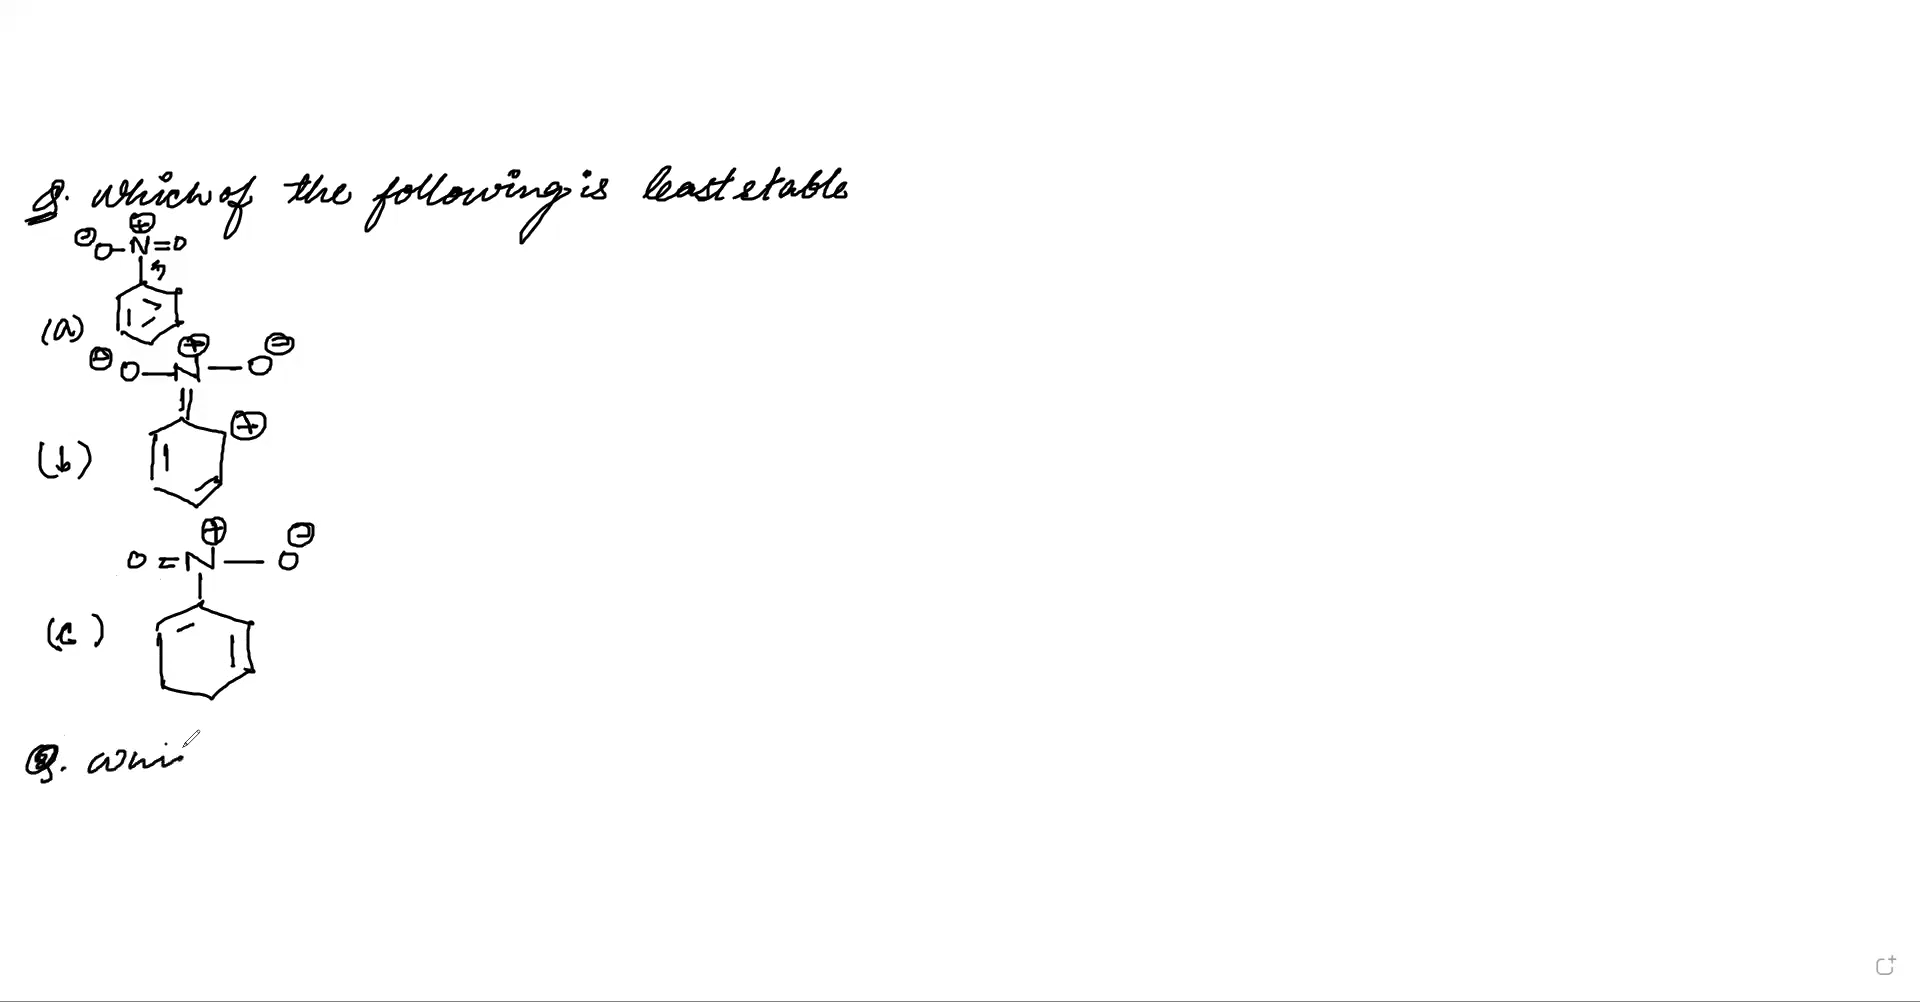 Q. which of the following is least stable
⊕
⊖O-N=O
(a)
⊕
⊖O-N-O⊖
⊕
(b)
⊕
O=N-O⊖
(c)
Q. whi